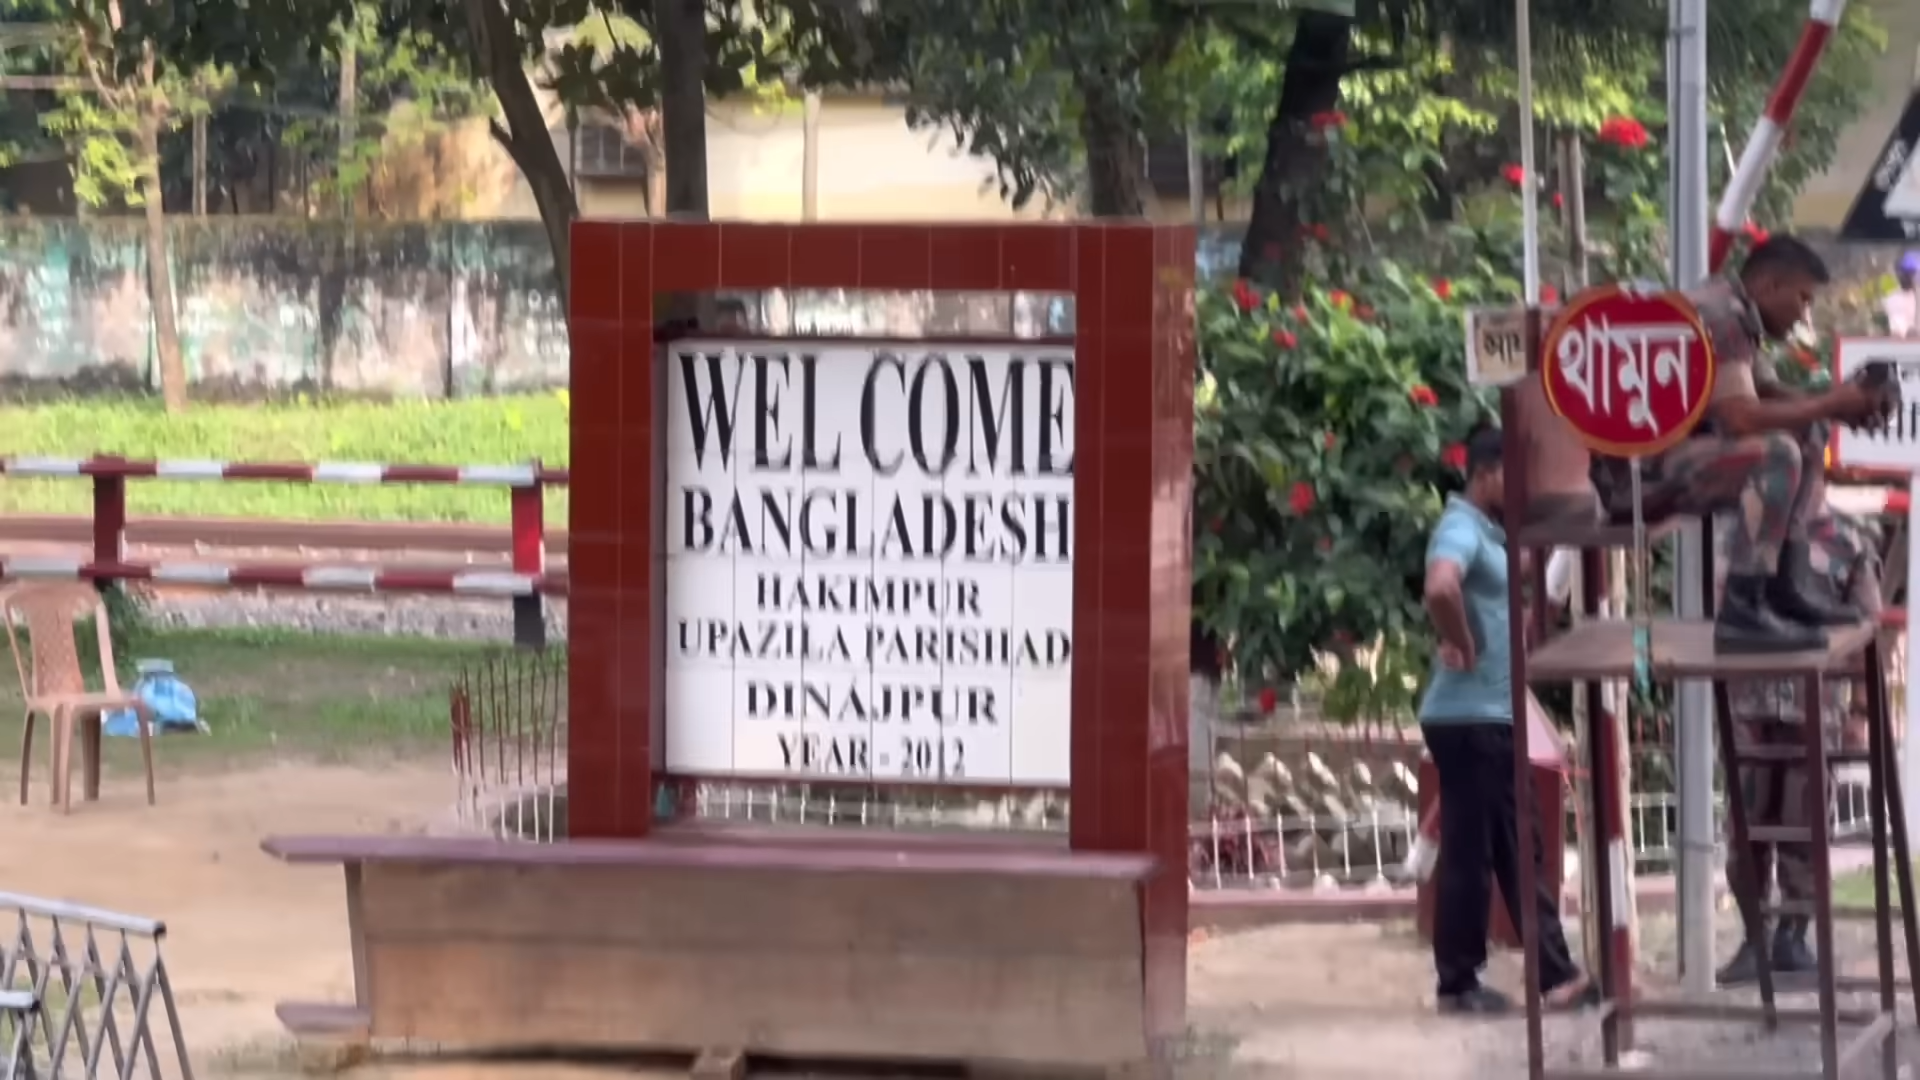 WEL COME
BANGLADESH
HAKIMPUR
UPAZILA PARISHAD
DINAJPUR
YEAR - 2012
থামুন